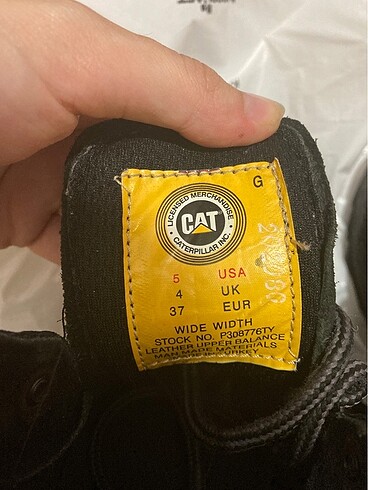 G
LICENSED MERCHANDISE
CAT
CATERPILLAR INC.
5 USA
4 UK
37 EUR
WIDE WIDTH
STOCK NO. P308776TY
LEATHER UPPER BALANCE
MAN MADE MATERIALS
MADE IN TURKEY